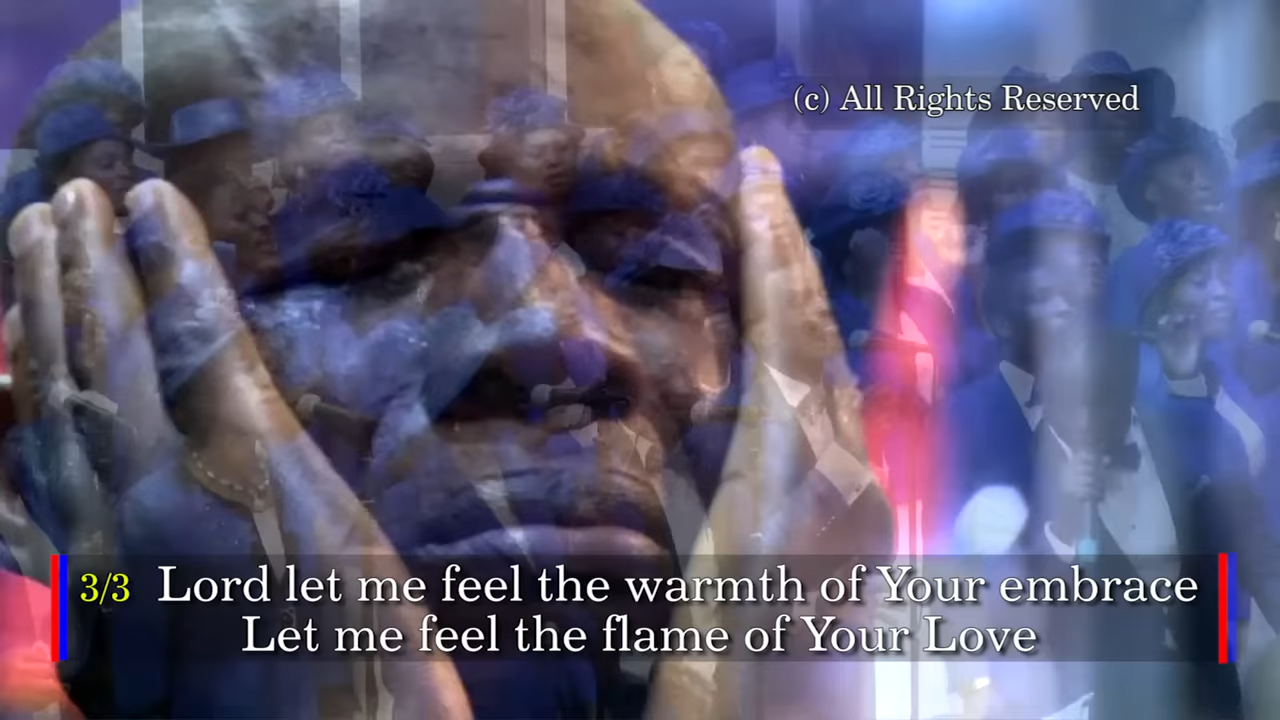 (c) All Rights Reserved
3/3 Lord let me feel the warmth of Your embrace
Let me feel the flame of Your Love